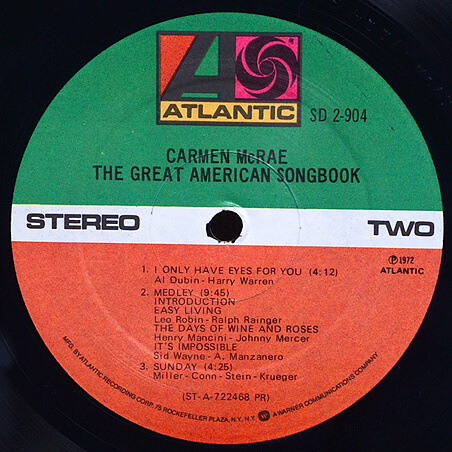 ATLANTIC
SD 2-904
CARMEN McRAE
THE GREAT AMERICAN SONGBOOK
STEREO
TWO
℗1972
ATLANTIC
1. I ONLY HAVE EYES FOR YOU (4:12)
Al Dubin - Harry Warren
2. MEDLEY (9:45)
INTRODUCTION
EASY LIVING
Leo Robin - Ralph Rainger
THE DAYS OF WINE AND ROSES
Henry Mancini - Johnny Mercer
IT'S IMPOSSIBLE
Sid Wayne - A. Manzanero
3. SUNDAY (4:25)
Miller - Conn - Stein - Krueger
(ST-A-722468 PR)
MFG. BY ATLANTIC RECORDING CORP. 75 ROCKEFELLER PLAZA, N.Y. N.Y. A WARNER COMMUNICATIONS COMPANY